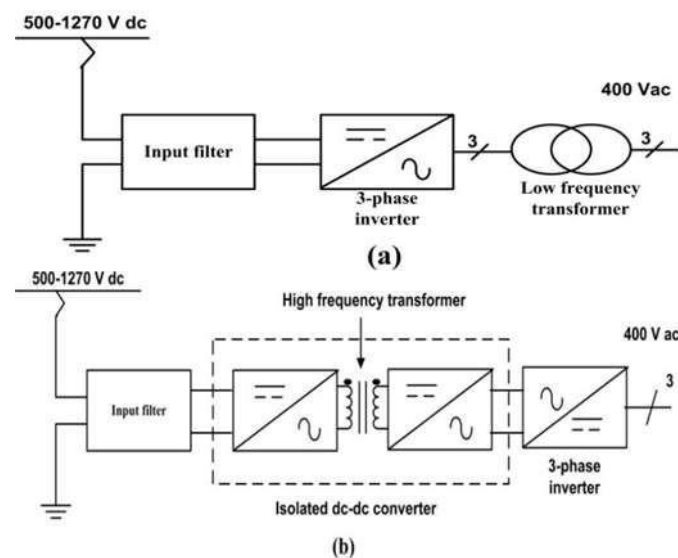 500-1270 V dc
400 Vac
Input filter
3
3
3-phase
inverter
Low frequency
transformer
(a)
500-1270 V dc
High frequency transformer
400 V ac
Input filter
3
3-phase
inverter
Isolated dc-dc converter
(b)